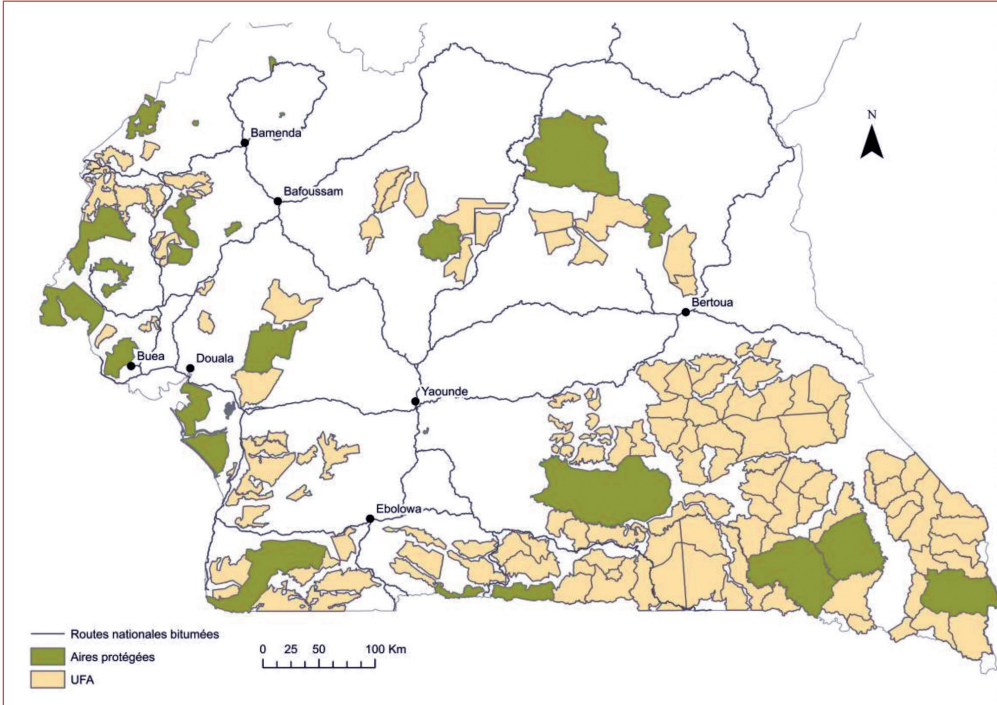 N
Bamenda
Bafoussam
Bertoua
Buea
Douala
Yaounde
Ebolowa
Routes nationales bitumées
Aires protégées
UFA
0 25 50 100 Km